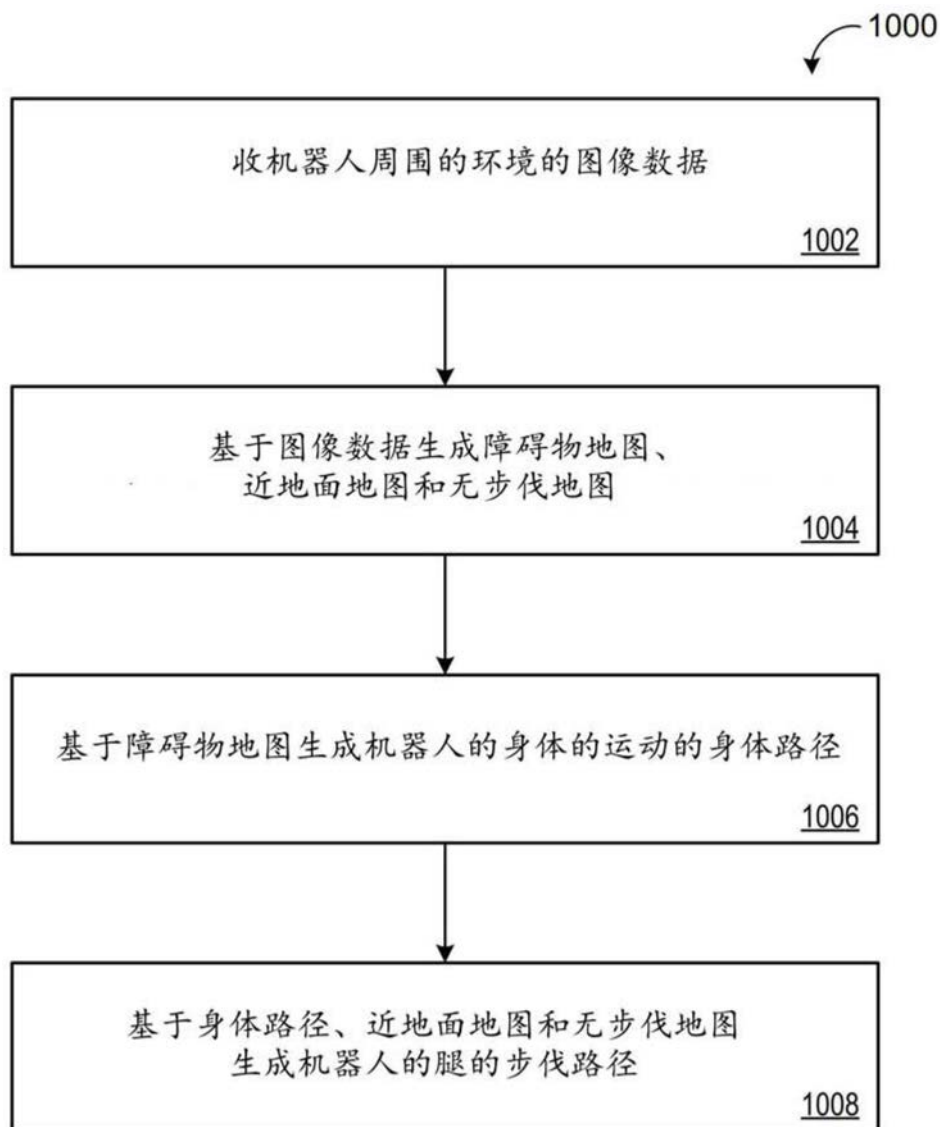 1000
收机器人周围的环境的图像数据
1002
基于图像数据生成障碍物地图、
近地面地图和无步伐地图
1004
基于障碍物地图生成机器人的身体的运动的身体路径
1006
基于身体路径、近地面地图和无步伐地图
生成机器人的腿的步伐路径
1008